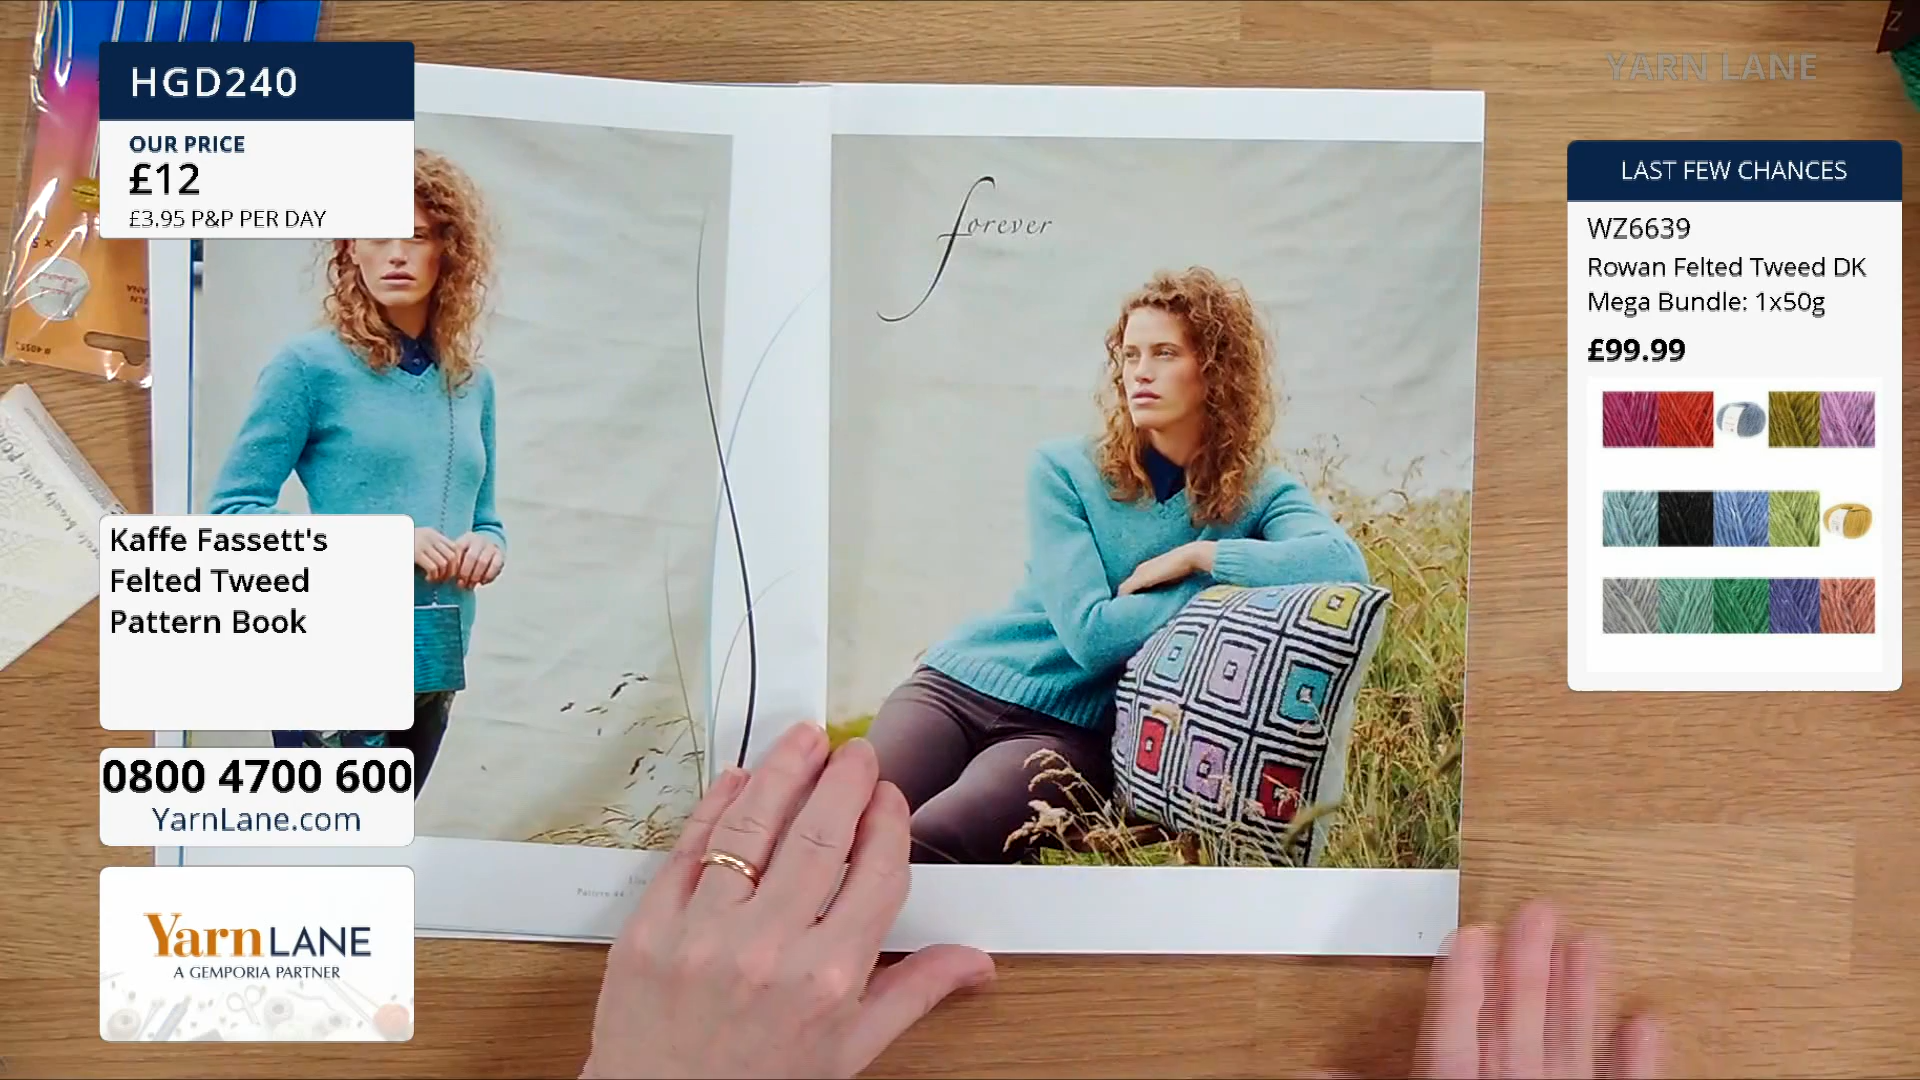 HGD240
OUR PRICE
£12
£3.95 P&P PER DAY
Kaffe Fassett's
Felted Tweed
Pattern Book
0800 4700 600
YarnLane.com
Yarn LANE
A GEMPORIA PARTNER
forever
7
YARN LANE
LAST FEW CHANCES
WZ6639
Rowan Felted Tweed DK
Mega Bundle: 1x50g
£99.99